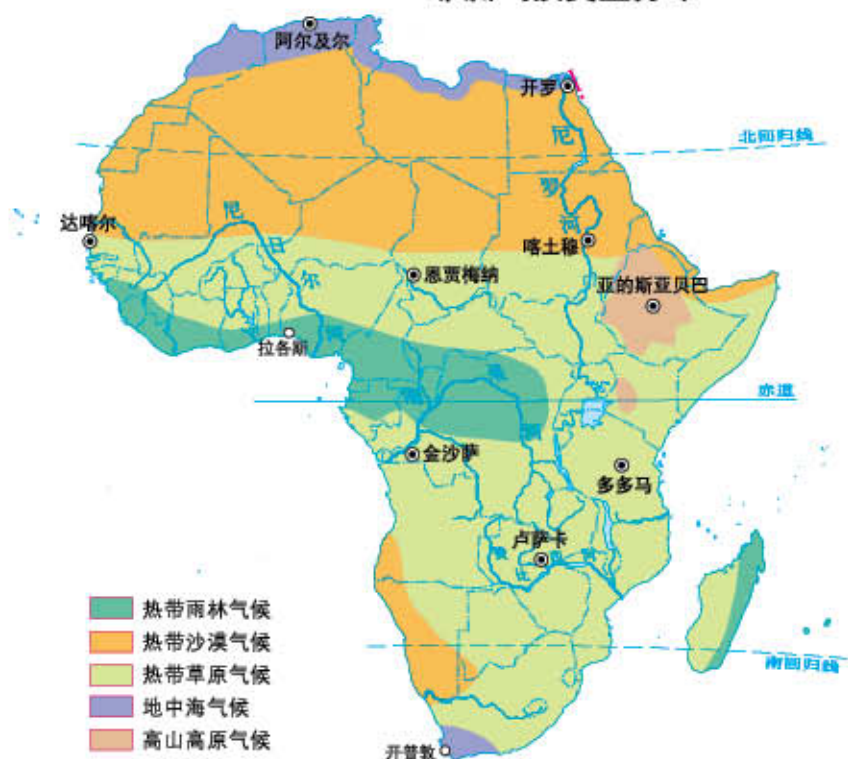 阿尔及尔
开罗
北回归线
尼
罗
河
达喀尔
尼
日
尔
河
喀土穆
恩贾梅纳
亚的斯亚贝巴
拉各斯
赤道
刚
果
河
金沙萨
多多马
卢萨卡
南回归线
开普敦
热带雨林气候
热带沙漠气候
热带草原气候
地中海气候
高山高原气候